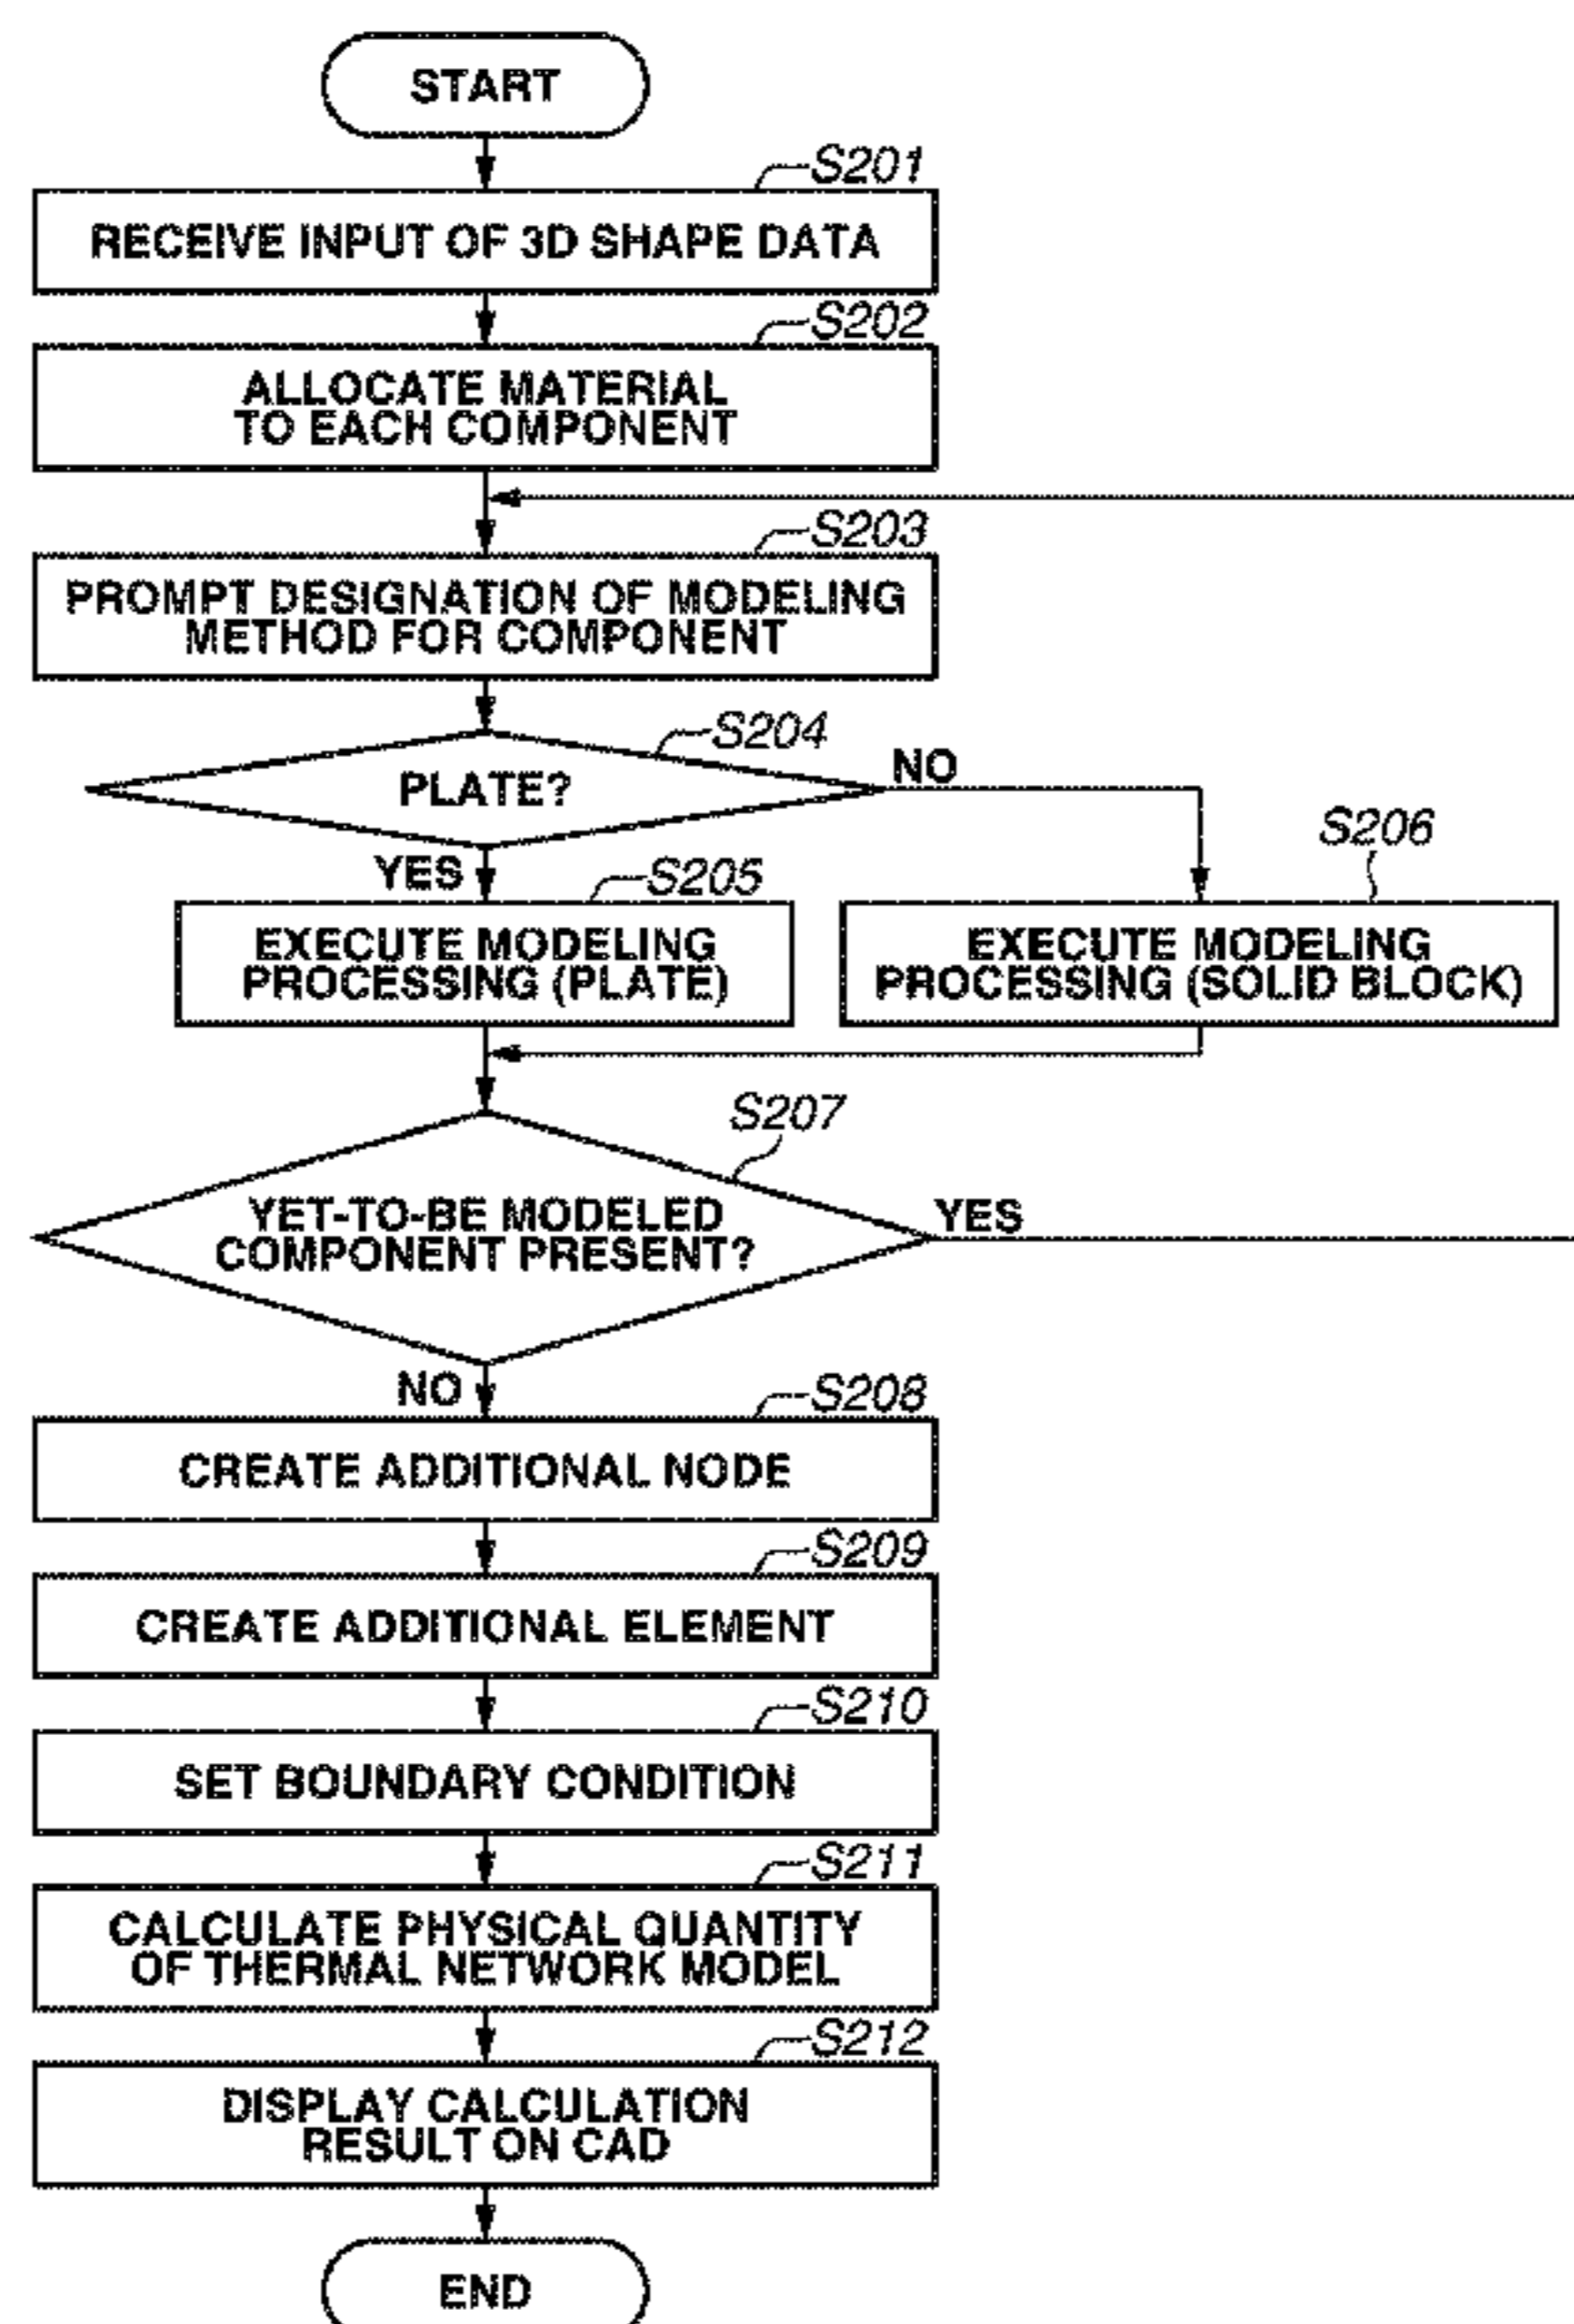 START
S201
RECEIVE INPUT OF 3D SHAPE DATA
S202
ALLOCATE MATERIAL
TO EACH COMPONENT
S203
PROMPT DESIGNATION OF MODELING
METHOD FOR COMPONENT
S204
PLATE?
NO
YES
S205
EXECUTE MODELING
PROCESSING (PLATE)
S206
EXECUTE MODELING
PROCESSING (SOLID BLOCK)
S207
YET-TO-BE MODELED
COMPONENT PRESENT?
YES
NO
S208
CREATE ADDITIONAL NODE
S209
CREATE ADDITIONAL ELEMENT
S210
SET BOUNDARY CONDITION
S211
CALCULATE PHYSICAL QUANTITY
OF THERMAL NETWORK MODEL
S212
DISPLAY CALCULATION
RESULT ON CAD
END